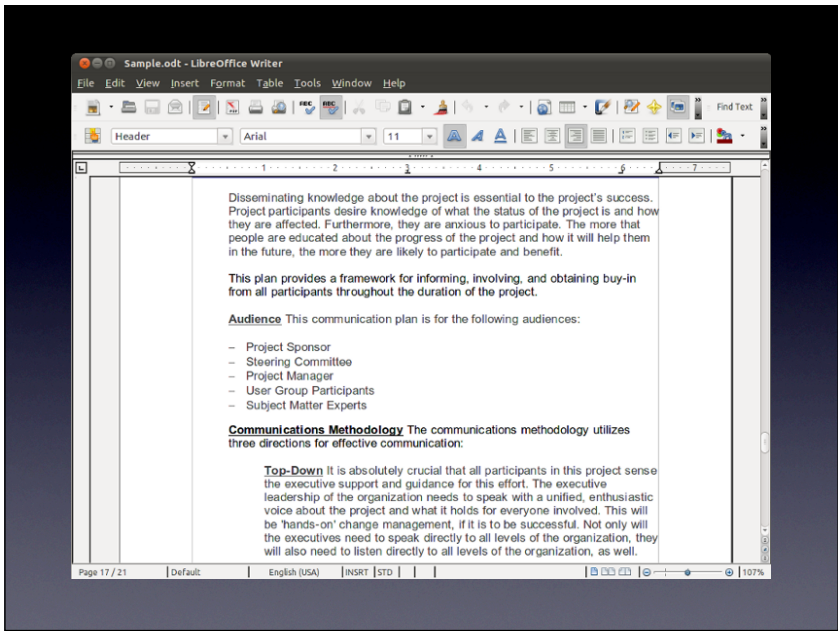 Sample.odt - LibreOffice Writer
File Edit View Insert Format Table Tools Window Help
Find Text
Header Arial 11
1 2 3 4 5 6 7
Disseminating knowledge about the project is essential to the project's success.
Project participants desire knowledge of what the status of the project is and how
they are affected. Furthermore, they are anxious to participate. The more that
people are educated about the progress of the project and how it will help them
in the future, the more they are likely to participate and benefit.
This plan provides a framework for informing, involving, and obtaining buy-in
from all participants throughout the duration of the project.
Audience This communication plan is for the following audiences:
– Project Sponsor
– Steering Committee
– Project Manager
– User Group Participants
– Subject Matter Experts
Communications Methodology The communications methodology utilizes
three directions for effective communication:
Top-Down It is absolutely crucial that all participants in this project sense
the executive support and guidance for this effort. The executive
leadership of the organization needs to speak with a unified, enthusiastic
voice about the project and what it holds for everyone involved. This will
be 'hands-on' change management, if it is to be successful. Not only will
the executives need to speak directly to all levels of the organization, they
will also need to listen directly to all levels of the organization, as well.
Page 17 / 21 Default English (USA) INSRT STD 107%